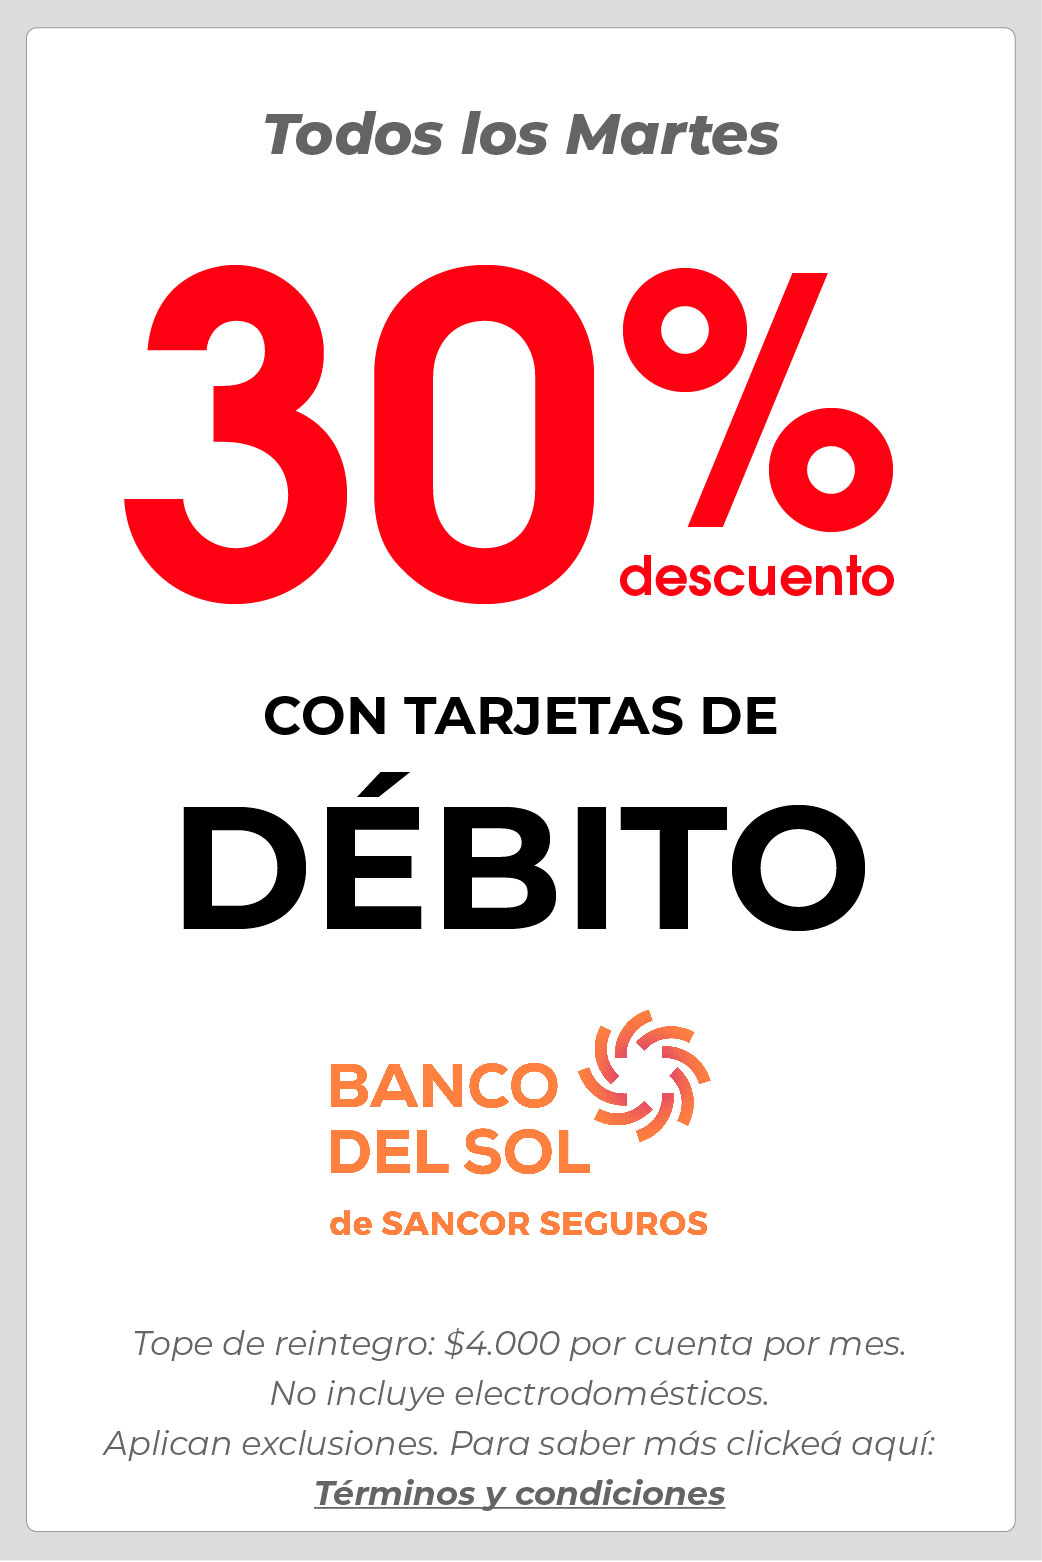 Todos los Martes
30%
descuento
CON TARJETAS DE
DÉBITO
BANCO
DEL SOL
de SANCOR SEGUROS
Tope de reintegro: $4.000 por cuenta por mes.
No incluye electrodomésticos.
Aplican exclusiones. Para saber más clickeá aquí:
Términos y condiciones